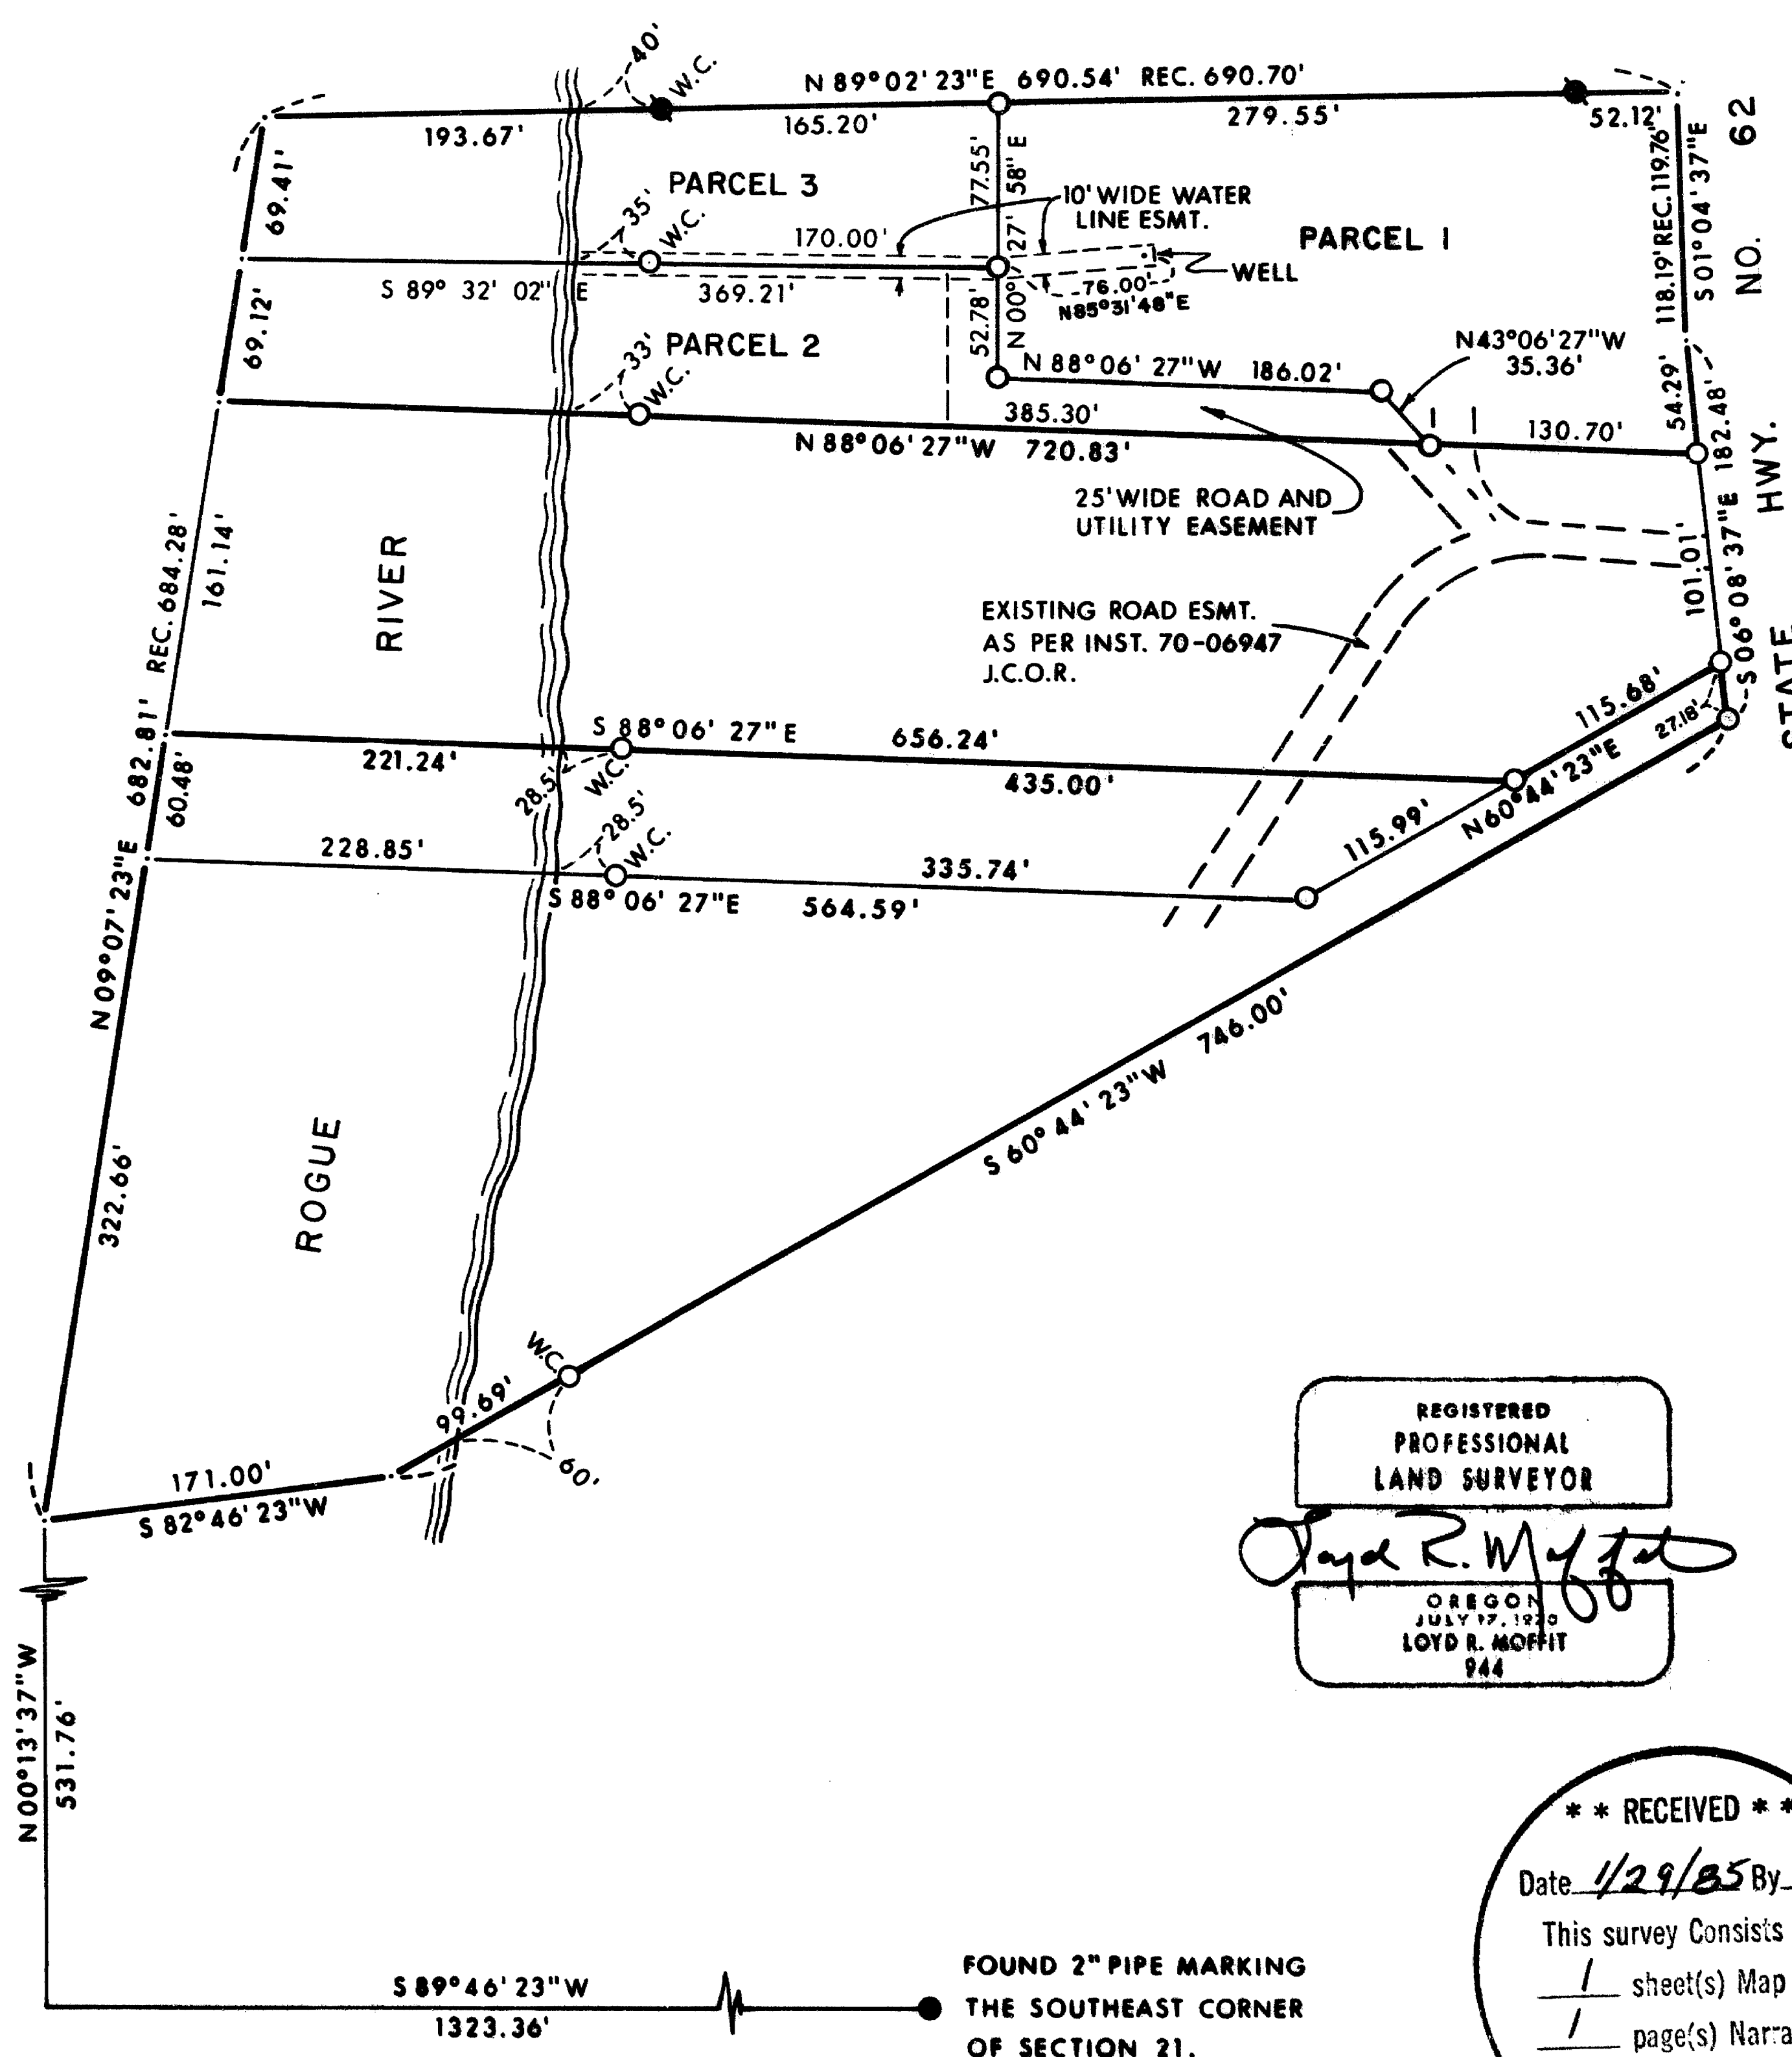 40'
W.C.
N 89°02'23"E 690.54' REC. 690.70'
193.67'
165.20'
279.55'
52.12'
62
NO.
HWY.
118.19' REC. 119.76'
S 01°04'37"E
69.41'
PARCEL 3
77.55'
N 00° 27' 58" E
10' WIDE WATER
LINE ESMT.
PARCEL 1
35'
W.C.
170.00'
WELL
S 89° 32' 02" E
369.21'
76.00'
N85°31'48"E
69.12'
PARCEL 2
52.78'
33'
W.C.
N43°06'27"W
35.36'
N 88°06' 27"W 186.02'
54.29'
182.48'
385.30'
130.70'
N 88°06'27"W 720.83'
25' WIDE ROAD AND
UTILITY EASEMENT
REC. 684.28'
161.14'
RIVER
101.01'
S 06°08'37"E
EXISTING ROAD ESMT.
AS PER INST. 70-06947
J.C.O.R.
STATE
115.68'
27.18'
S 88°06' 27"E
656.24'
221.24'
28.5'
W.C.
435.00'
N60°44'23"E
682.81'
60.48'
28.5'
W.C.
115.99'
228.85'
335.74'
S 88°06' 27"E
564.59'
N 09°07'23"E
746.00'
S 60°44'23"W
322.66'
ROGUE
W.C.
99.69'
60'
171.00'
S 82°46'23"W
REGISTERED
PROFESSIONAL
LAND SURVEYOR
Loyd R. Moffit
OREGON
JULY 17, 1970
LOYD R. MOFFIT
944
N 00°13'37"W
531.76'
* * RECEIVED * *
Date 1/29/85 By
This survey Consists
1 sheet(s) Map
1 page(s) Narra
S 89°46'23"W
1323.36'
FOUND 2" PIPE MARKING
THE SOUTHEAST CORNER
OF SECTION 21.